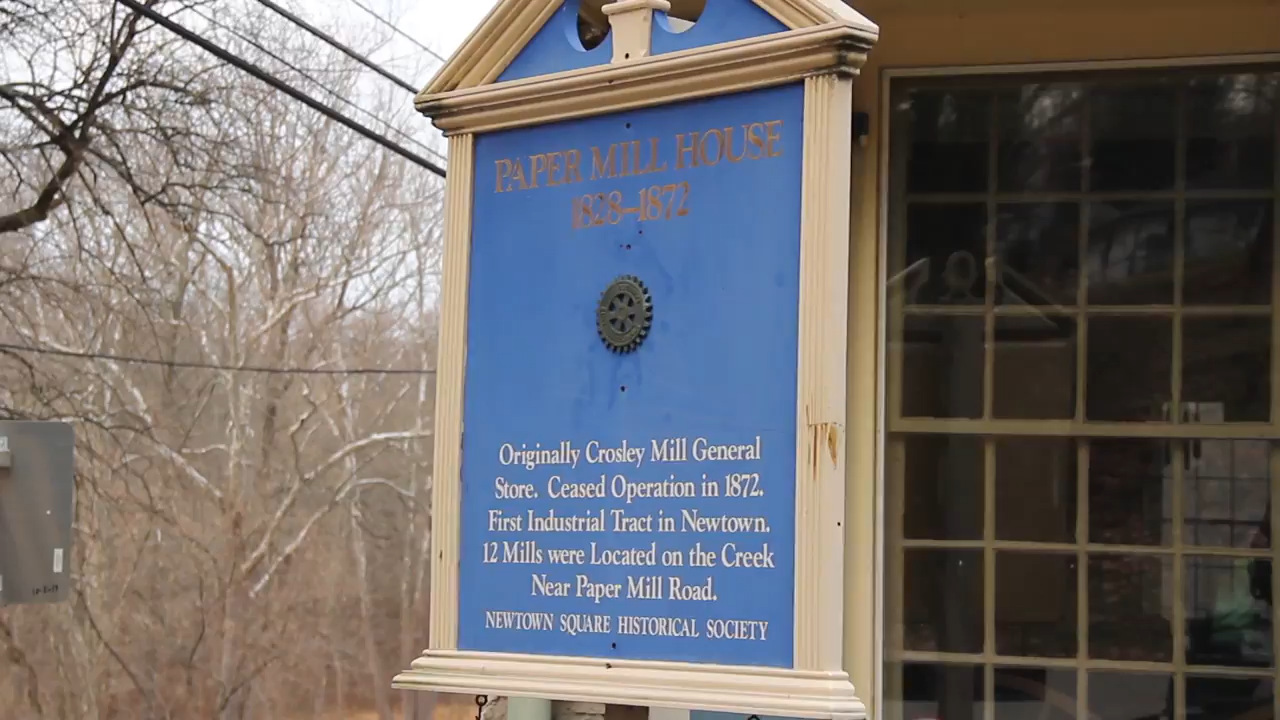 PAPER MILL HOUSE
1828–1872
Originally Crosley Mill General
Store. Ceased Operation in 1872.
First Industrial Tract in Newtown.
12 Mills were Located on the Creek
Near Paper Mill Road.
NEWTOWN SQUARE HISTORICAL SOCIETY